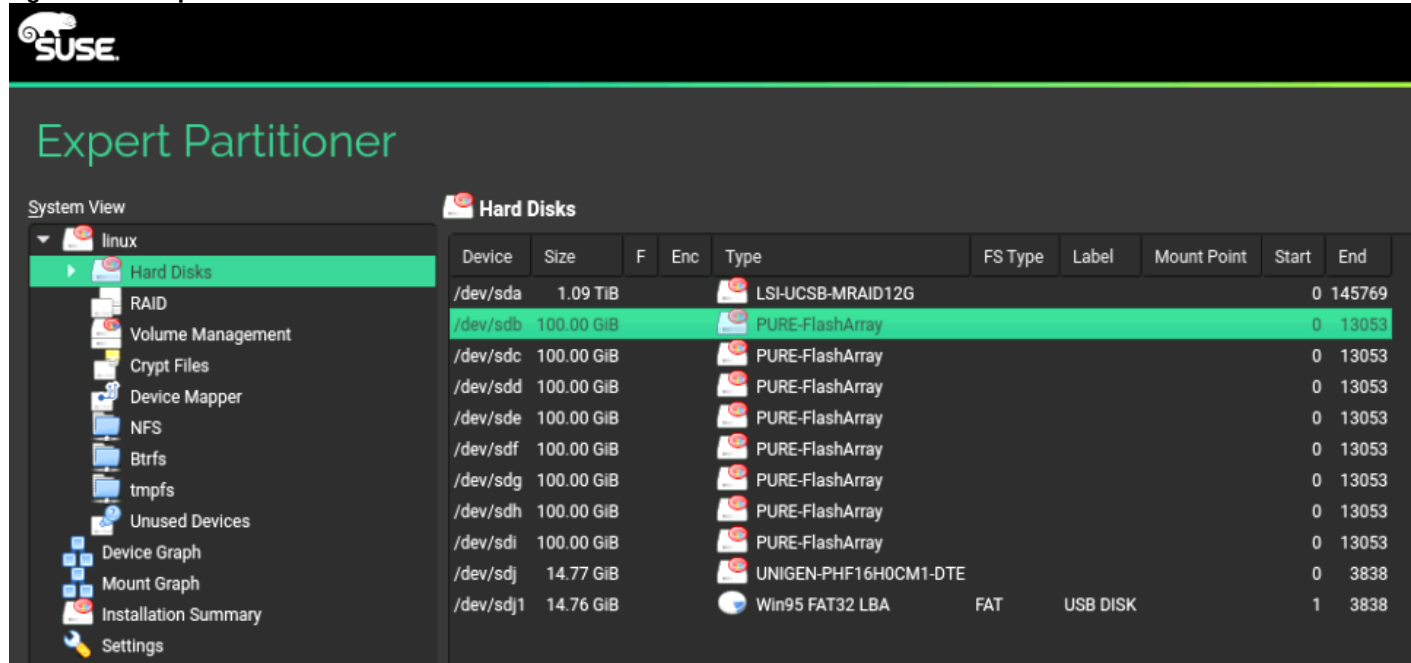 SUSE.
Expert Partitioner
System View
linux
Hard Disks
RAID
Volume Management
Crypt Files
Device Mapper
NFS
Btrfs
tmpfs
Unused Devices
Device Graph
Mount Graph
Installation Summary
Settings
Hard Disks
Device Size F Enc Type FS Type Label Mount Point Start End
/dev/sda 1.09 TiB LSI-UCSB-MRAID12G 0 145769
/dev/sdb 100.00 GiB PURE-FlashArray 0 13053
/dev/sdc 100.00 GiB PURE-FlashArray 0 13053
/dev/sdd 100.00 GiB PURE-FlashArray 0 13053
/dev/sde 100.00 GiB PURE-FlashArray 0 13053
/dev/sdf 100.00 GiB PURE-FlashArray 0 13053
/dev/sdg 100.00 GiB PURE-FlashArray 0 13053
/dev/sdh 100.00 GiB PURE-FlashArray 0 13053
/dev/sdi 100.00 GiB PURE-FlashArray 0 13053
/dev/sdj 14.77 GiB UNIGEN-PHF16H0CM1-DTE 0 3838
/dev/sdj1 14.76 GiB Win95 FAT32 LBA FAT USB DISK 1 3838